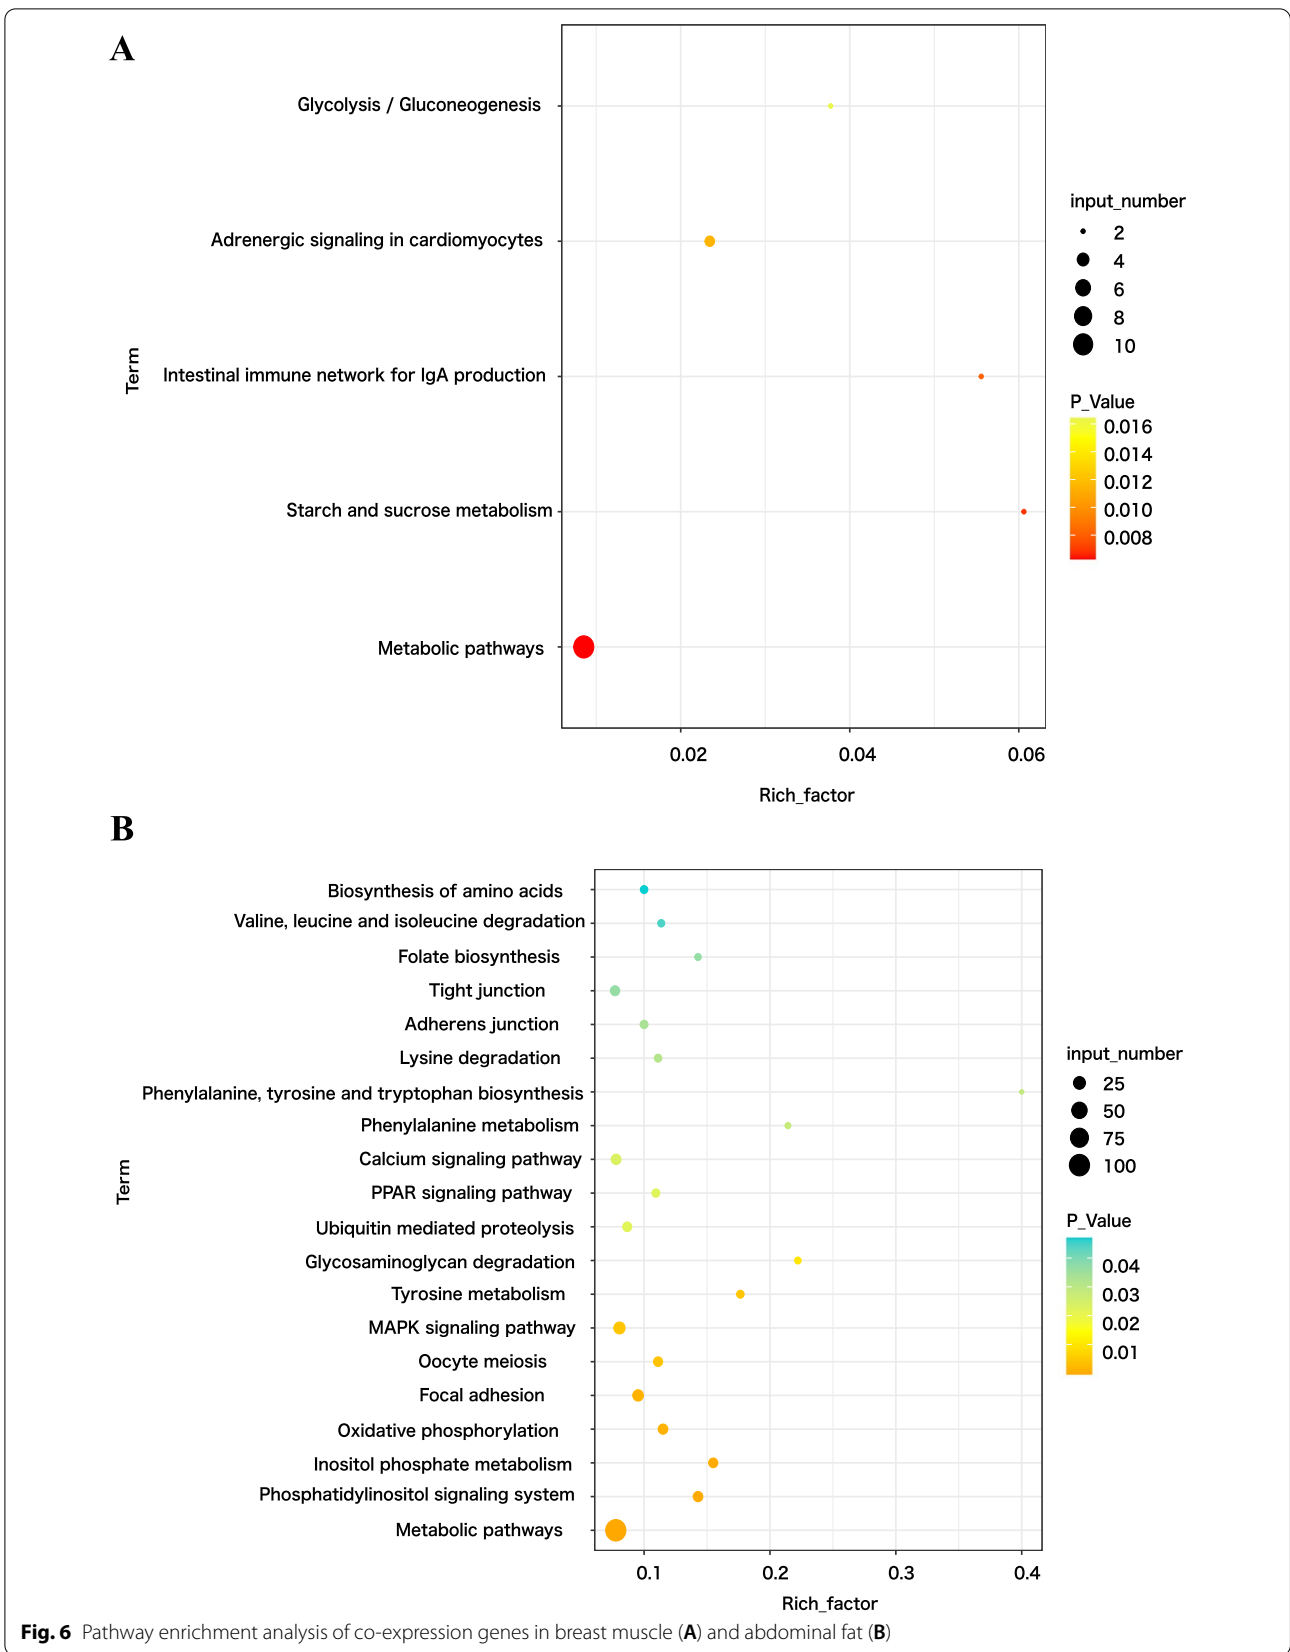 A
Glycolysis / Gluconeogenesis
Adrenergic signaling in cardiomyocytes
Intestinal immune network for IgA production
Starch and sucrose metabolism
Metabolic pathways
Term
0.02 0.04 0.06
Rich_factor
input_number
2
4
6
8
10
P_Value
0.016
0.014
0.012
0.010
0.008
B
Biosynthesis of amino acids
Valine, leucine and isoleucine degradation
Folate biosynthesis
Tight junction
Adherens junction
Lysine degradation
Phenylalanine, tyrosine and tryptophan biosynthesis
Phenylalanine metabolism
Calcium signaling pathway
PPAR signaling pathway
Ubiquitin mediated proteolysis
Glycosaminoglycan degradation
Tyrosine metabolism
MAPK signaling pathway
Oocyte meiosis
Focal adhesion
Oxidative phosphorylation
Inositol phosphate metabolism
Phosphatidylinositol signaling system
Metabolic pathways
Term
0.1 0.2 0.3 0.4
Rich_factor
input_number
25
50
75
100
P_Value
0.04
0.03
0.02
0.01
Fig. 6 Pathway enrichment analysis of co-expression genes in breast muscle (A) and abdominal fat (B)